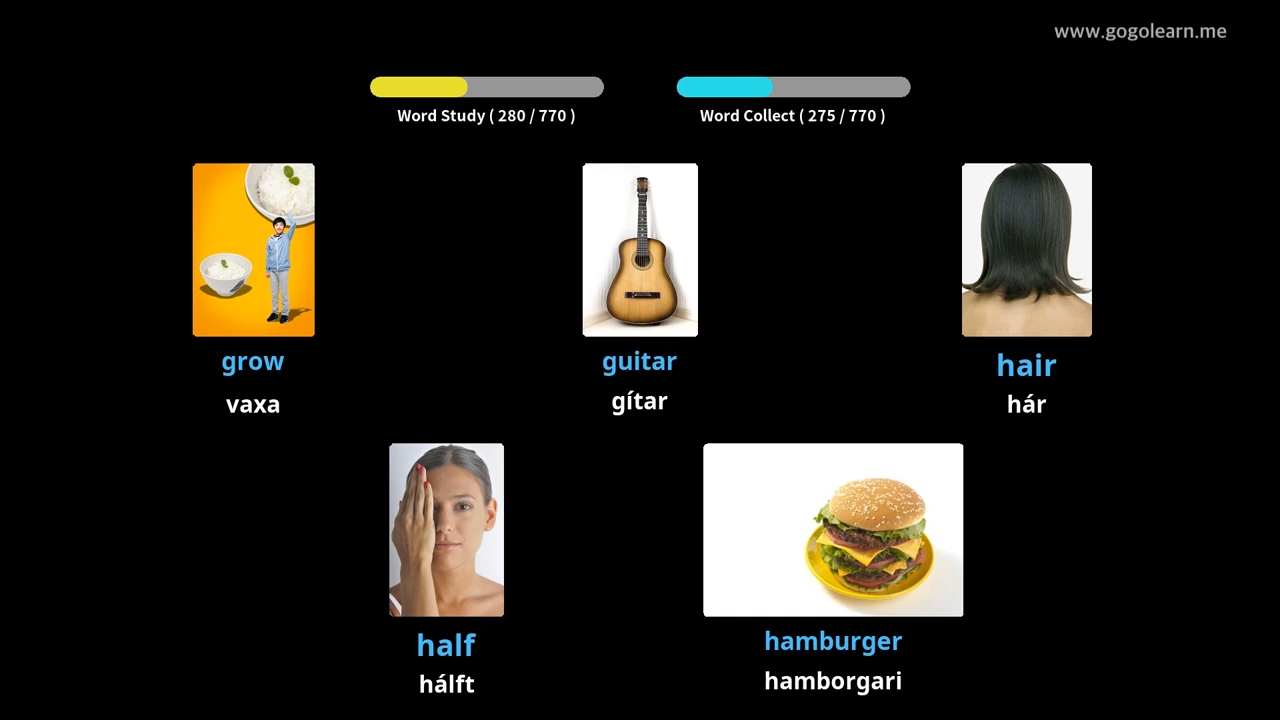 www.gogolearn.me
Word Study ( 280 / 770 )
Word Collect ( 275 / 770 )
grow
vaxa
guitar
gítar
hair
hár
half
hálft
hamburger
hamborgari